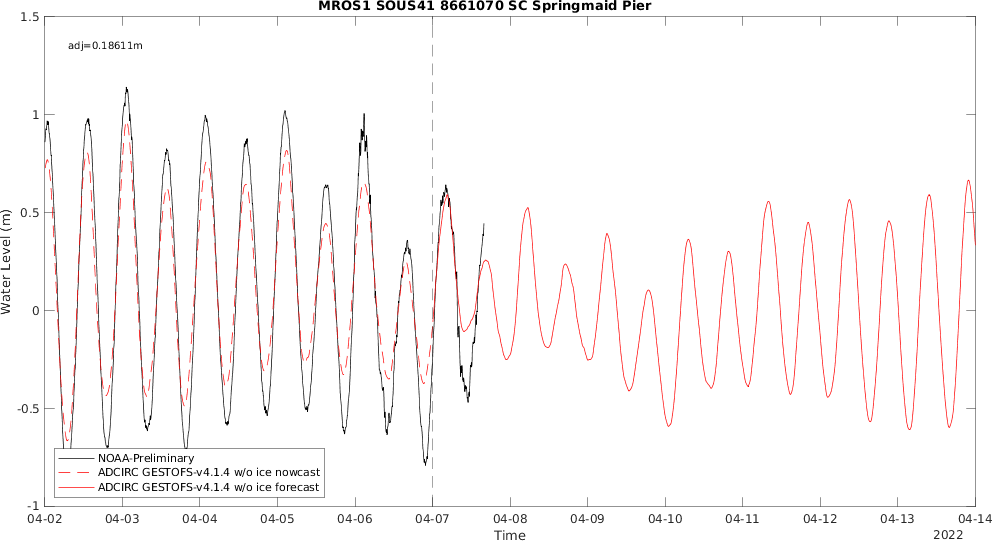 MROS1 SOUS41 8661070 SC Springmaid Pier
1.5
adj=0.18611m
1
0.5
Water Level (m)
0
-0.5
NOAA-Preliminary
ADCIRC GESTOFS-v4.1.4 w/o ice nowcast
ADCIRC GESTOFS-v4.1.4 w/o ice forecast
-1
04-02 04-03 04-04 04-05 04-06 04-07 04-08 04-09 04-10 04-11 04-12 04-13 04-14
Time
2022